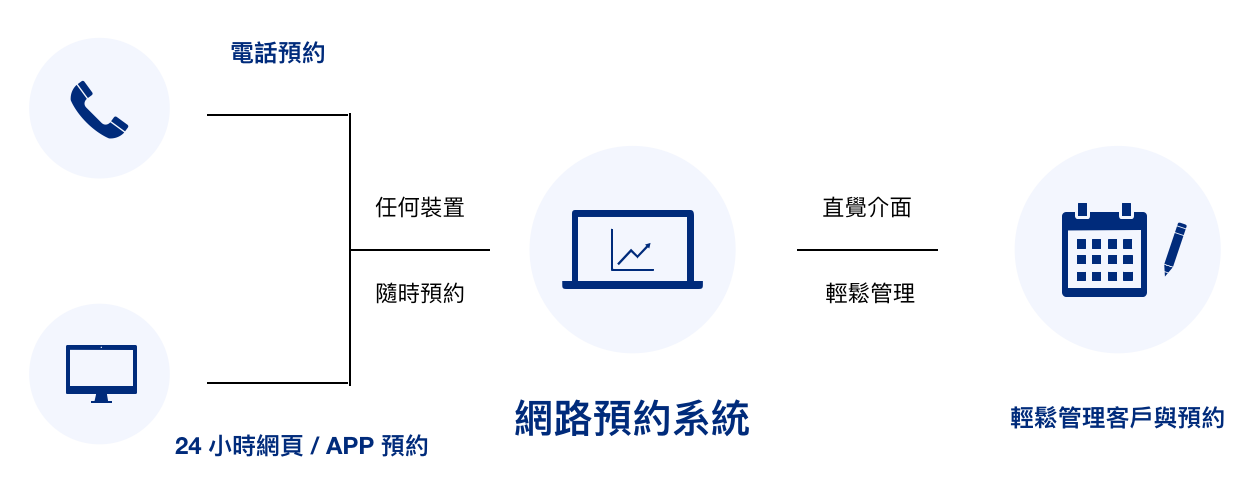 電話預約
任何裝置
隨時預約
24 小時網頁 / APP 預約
網路預約系統
直覺介面
輕鬆管理
輕鬆管理客戶與預約